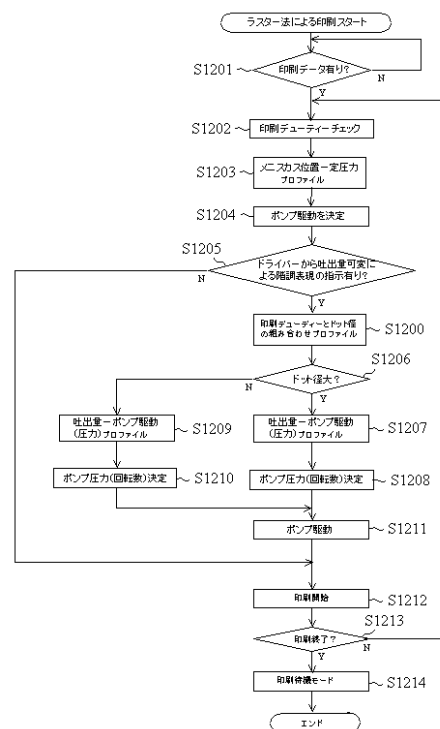 ラスター法による印刷スタート
S1201
印刷データ有り?
N
Y
S1202
印刷デューティーチェック
S1203
メニスカス位置一定圧力
プロファイル
S1204
ポンプ駆動を決定
S1205
ドライバーから吐出量可変に
よる階調表現の指示有り?
N
Y
印刷デューティーとドット径
の組み合わせプロファイル
S1200
S1206
ドット径大?
N
Y
吐出量-ポンプ駆動
(圧力)プロファイル
S1209
吐出量-ポンプ駆動
(圧力)プロファイル
S1207
ポンプ圧力(回転数)決定
S1210
ポンプ圧力(回転数)決定
S1208
ポンプ駆動
S1211
印刷開始
S1212
S1213
印刷終了?
N
Y
印刷待機モード
S1214
エンド